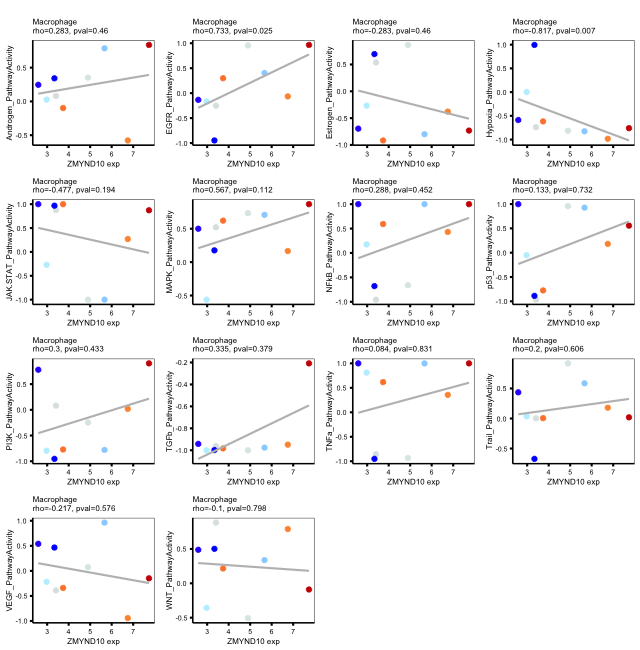 Macrophage
rho=0.283, pval=0.46
Androgen_PathwayActivity
1.0
0.5
0.0
-0.5
3 4 5 6 7
ZMYND10 exp
Macrophage
rho=0.733, pval=0.025
EGFR_PathwayActivity
1.0
0.5
0.0
-0.5
-1.0
3 4 5 6 7
ZMYND10 exp
Macrophage
rho=-0.283, pval=0.46
Estrogen_PathwayActivity
0.5
0.0
-0.5
-1.0
3 4 5 6 7
ZMYND10 exp
Macrophage
rho=-0.817, pval=0.007
Hypoxia_PathwayActivity
1.0
0.5
0.0
-0.5
-1.0
3 4 5 6 7
ZMYND10 exp
Macrophage
rho=-0.477, pval=0.194
JAK-STAT_PathwayActivity
1.0
0.5
0.0
-0.5
-1.0
3 4 5 6 7
ZMYND10 exp
Macrophage
rho=0.567, pval=0.112
MAPK_PathwayActivity
0.5
0.0
-0.5
3 4 5 6 7
ZMYND10 exp
Macrophage
rho=0.288, pval=0.452
NFkB_PathwayActivity
1.0
0.5
0.0
-0.5
-1.0
3 4 5 6 7
ZMYND10 exp
Macrophage
rho=0.133, pval=0.732
p53_PathwayActivity
1.0
0.5
0.0
-0.5
-1.0
3 4 5 6 7
ZMYND10 exp
Macrophage
rho=0.3, pval=0.433
PI3K_PathwayActivity
0.5
0.0
-0.5
-1.0
3 4 5 6 7
ZMYND10 exp
Macrophage
rho=0.335, pval=0.379
TGFb_PathwayActivity
-0.2
-0.4
-0.6
-0.8
-1.0
3 4 5 6 7
ZMYND10 exp
Macrophage
rho=0.084, pval=0.831
TNFa_PathwayActivity
1.0
0.5
0.0
-0.5
-1.0
3 4 5 6 7
ZMYND10 exp
Macrophage
rho=0.2, pval=0.606
Trail_PathwayActivity
0.5
0.0
-0.5
3 4 5 6 7
ZMYND10 exp
Macrophage
rho=-0.217, pval=0.576
VEGF_PathwayActivity
1.0
0.5
0.0
-0.5
-1.0
3 4 5 6 7
ZMYND10 exp
Macrophage
rho=-0.1, pval=0.798
WNT_PathwayActivity
0.5
0.0
-0.5
3 4 5 6 7
ZMYND10 exp